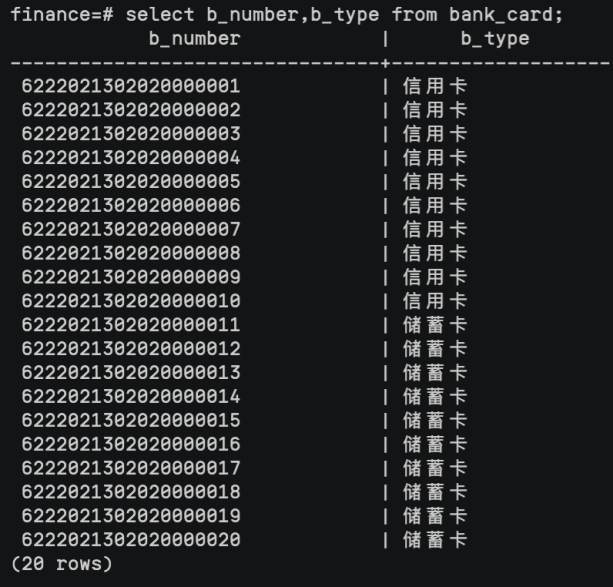 finance=# select b_number,b_type from bank_card;
b_number | b_type
-------------------------------+--------------------
6222021302020000001 | 信用卡
6222021302020000002 | 信用卡
6222021302020000003 | 信用卡
6222021302020000004 | 信用卡
6222021302020000005 | 信用卡
6222021302020000006 | 信用卡
6222021302020000007 | 信用卡
6222021302020000008 | 信用卡
6222021302020000009 | 信用卡
6222021302020000010 | 信用卡
6222021302020000011 | 储蓄卡
6222021302020000012 | 储蓄卡
6222021302020000013 | 储蓄卡
6222021302020000014 | 储蓄卡
6222021302020000015 | 储蓄卡
6222021302020000016 | 储蓄卡
6222021302020000017 | 储蓄卡
6222021302020000018 | 储蓄卡
6222021302020000019 | 储蓄卡
6222021302020000020 | 储蓄卡
(20 rows)